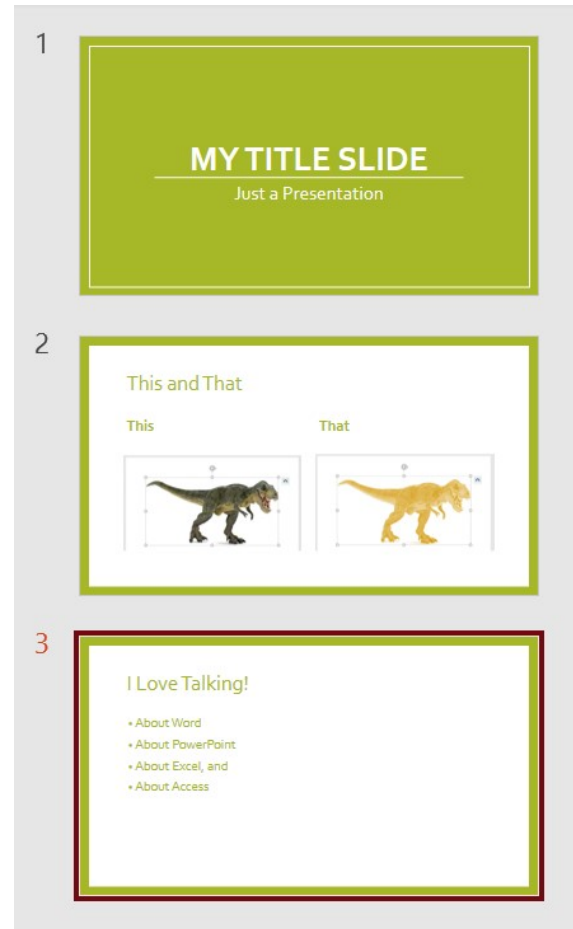 1
MY TITLE SLIDE
Just a Presentation
2
This and That
This That
3
I Love Talking!
• About Word
• About PowerPoint
• About Excel, and
• About Access